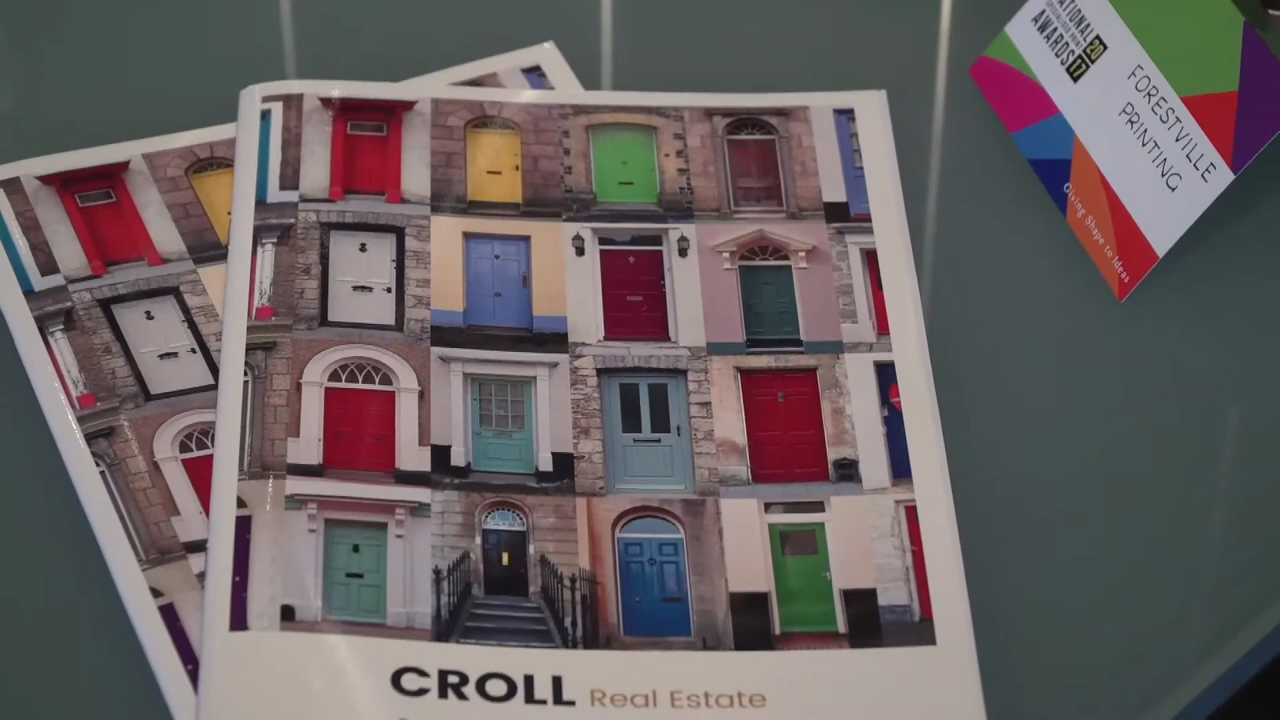 CROLL Real Estate
NATIONAL
AWARDS
20
17
FORESTVILLE
PRINTING
Giving Shape to Ideas